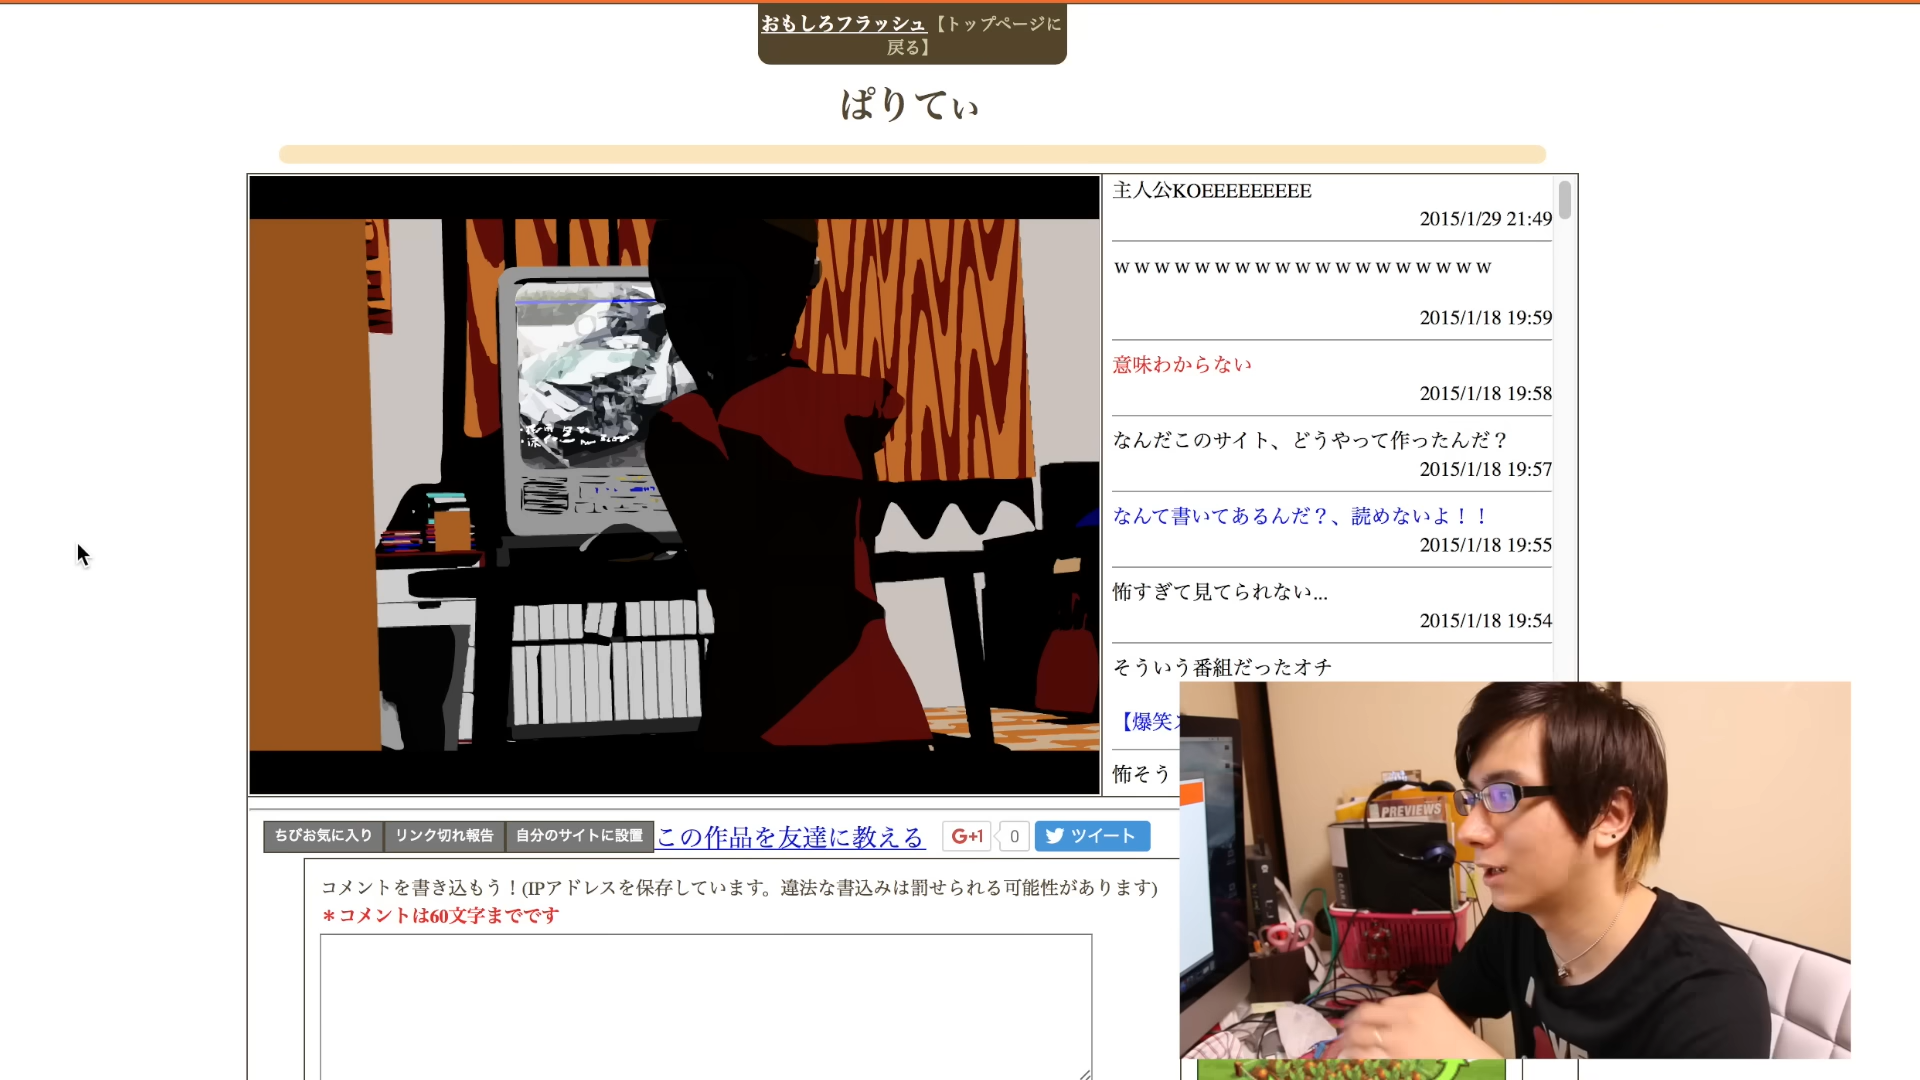 おもしろフラッシュ【トップページに
戻る】
ぱりてぃ
主人公KOEEEEEEEEEE
2015/1/29 21:49
ｗｗｗｗｗｗｗｗｗｗｗｗｗｗｗｗｗｗｗ
2015/1/18 19:59
意味わからない
2015/1/18 19:58
なんだこのサイト、どうやって作ったんだ？
2015/1/18 19:57
なんて書いてあるんだ？、読めないよ！！
2015/1/18 19:55
怖すぎて見てられない...
2015/1/18 19:54
そういう番組だったオチ
【爆笑
怖そう
ちびお気に入り
リンク切れ報告
自分のサイトに設置
この作品を友達に教える
G+1
0
ツイート
コメントを書き込もう！(IPアドレスを保存しています。違法な書込みは罰せられる可能性があります)
＊コメントは60文字までです
PREVIEWS